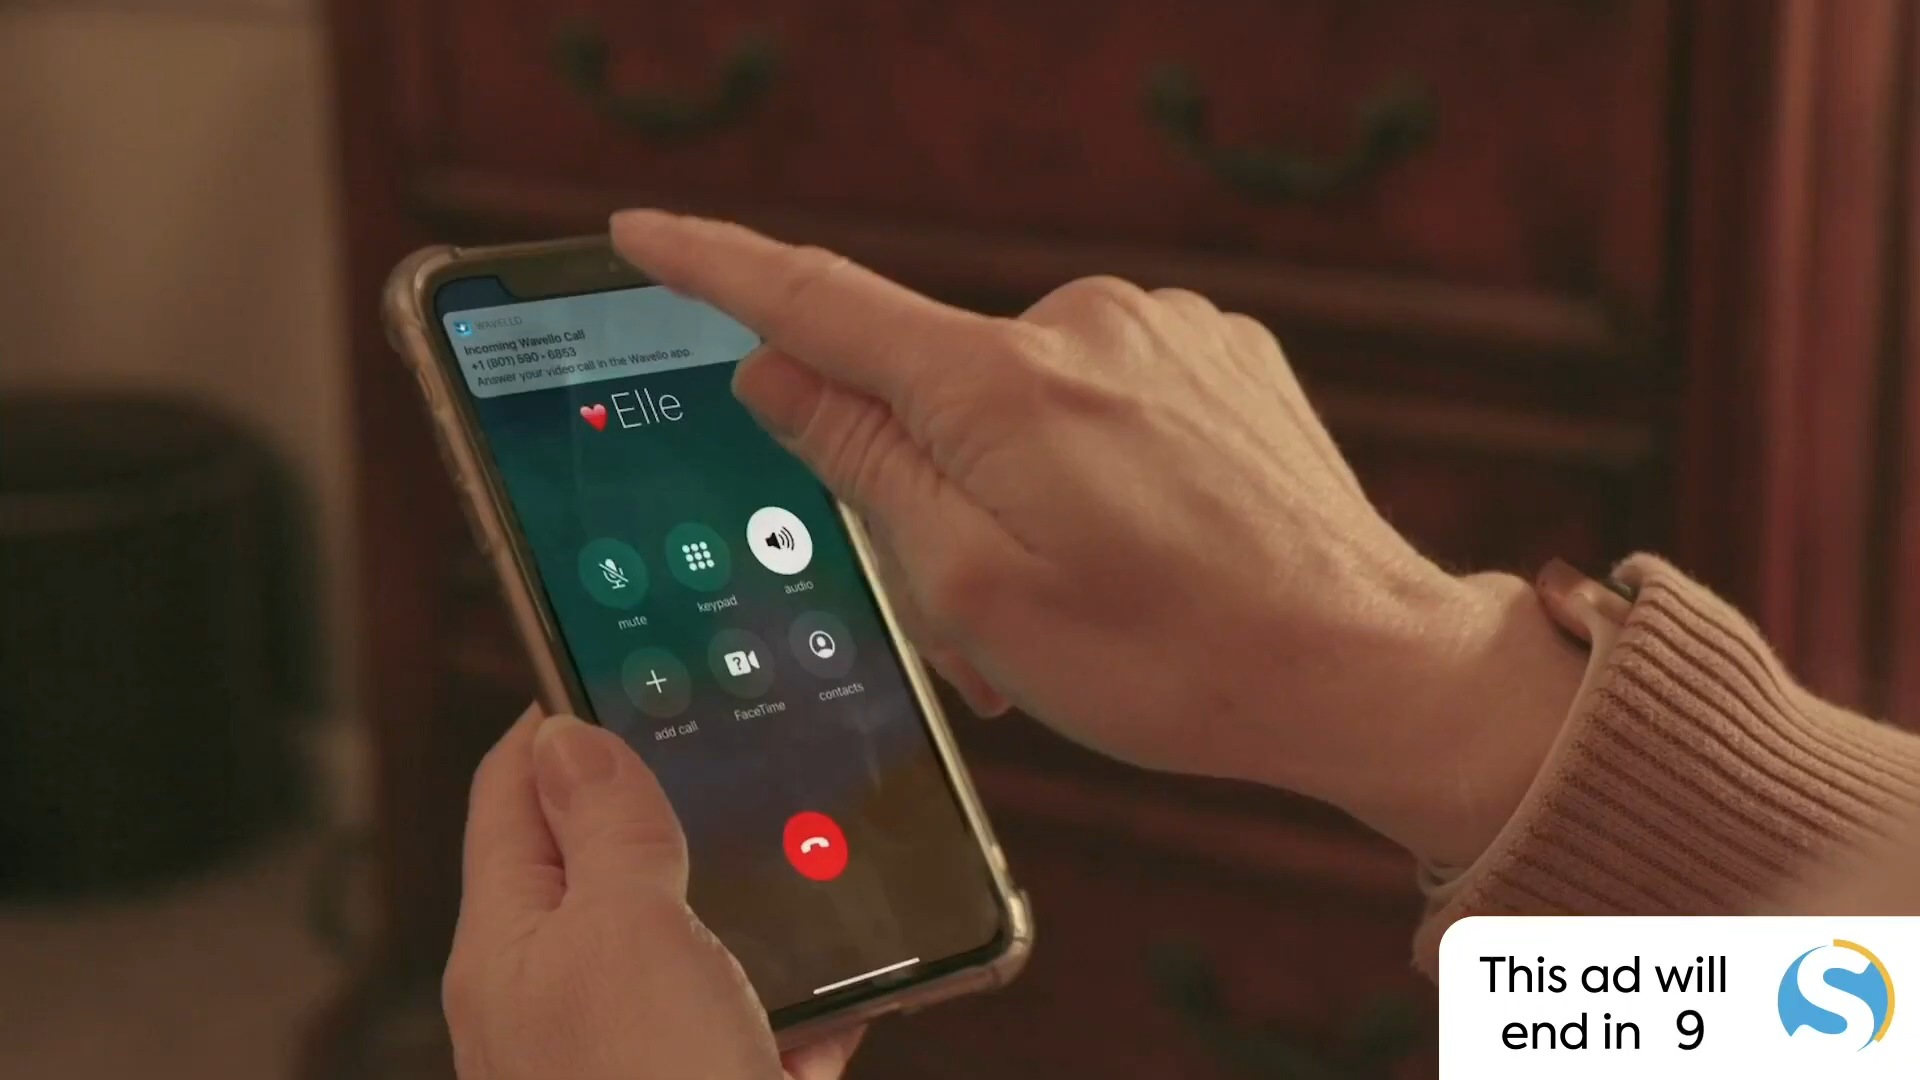 WAVELLO
Incoming Wavello Call
+1 (801) 590-6853
Answer your video call in the Wavello app.
❤️ Elle
mute
keypad
audio
add call
FaceTime
contacts
This ad will
end in 9